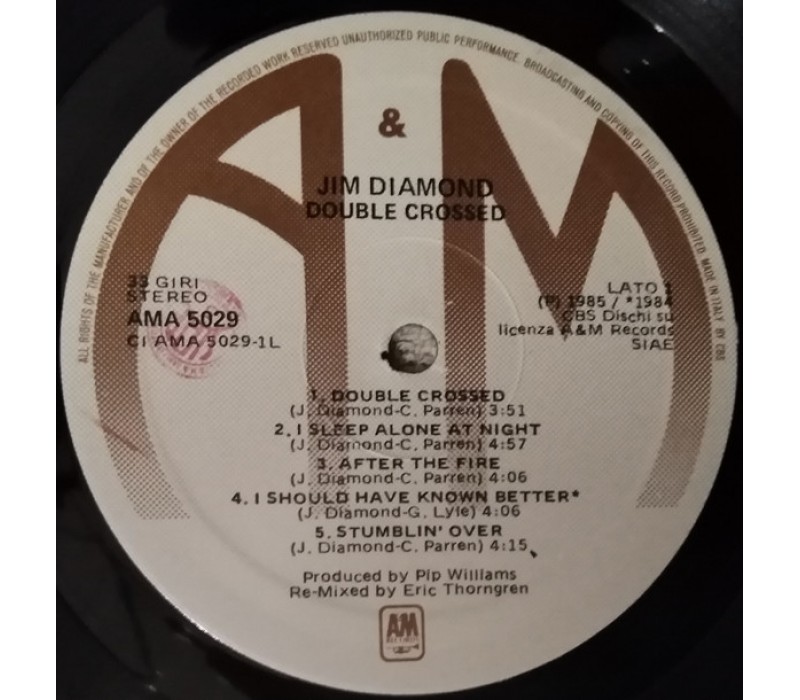 ALL RIGHTS OF THE MANUFACTURER AND OF THE OWNER OF THE RECORDED WORK RESERVED UNAUTHORIZED PUBLIC PERFORMANCE. BROADCASTING AND COPYING OF THIS RECORD PROHIBITED. MADE IN ITALY BY CBS
&
JIM DIAMOND
DOUBLE CROSSED
33 GIRI
STEREO
AMA 5029
CI AMA 5029-1L
LATO 1
(P) 1985 / *1984
CBS Dischi su
licenza A&M Records
SIAE
1. DOUBLE CROSSED
(J. Diamond-C. Parren) 3:51
2. I SLEEP ALONE AT NIGHT
(J. Diamond-C. Parren) 4:57
3. AFTER THE FIRE
(J. Diamond-C. Parren) 4:06
4. I SHOULD HAVE KNOWN BETTER*
(J. Diamond-G. Lyle) 4:06
5. STUMBLIN' OVER
(J. Diamond-C. Parren) 4:15
Produced by Pip Williams
Re-Mixed by Eric Thorngren
AM